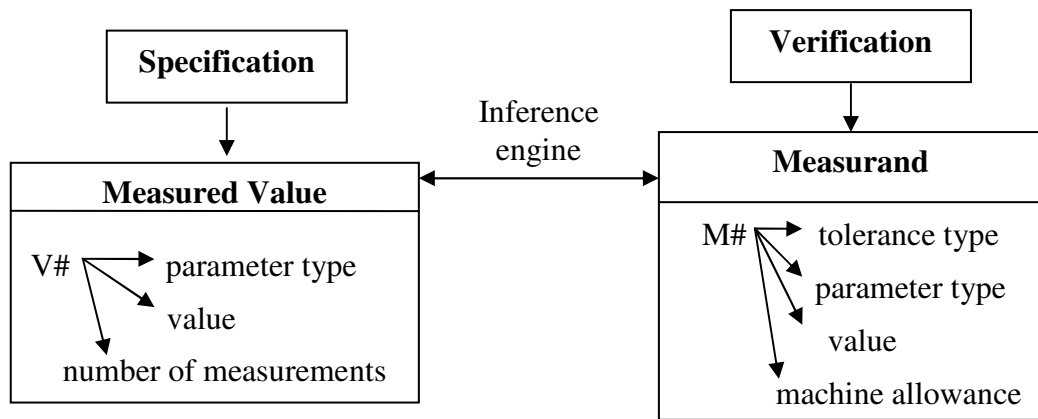 Specification
Verification
Inference
engine
Measured Value
V#
parameter type
value
number of measurements
Measurand
M#
tolerance type
parameter type
value
machine allowance